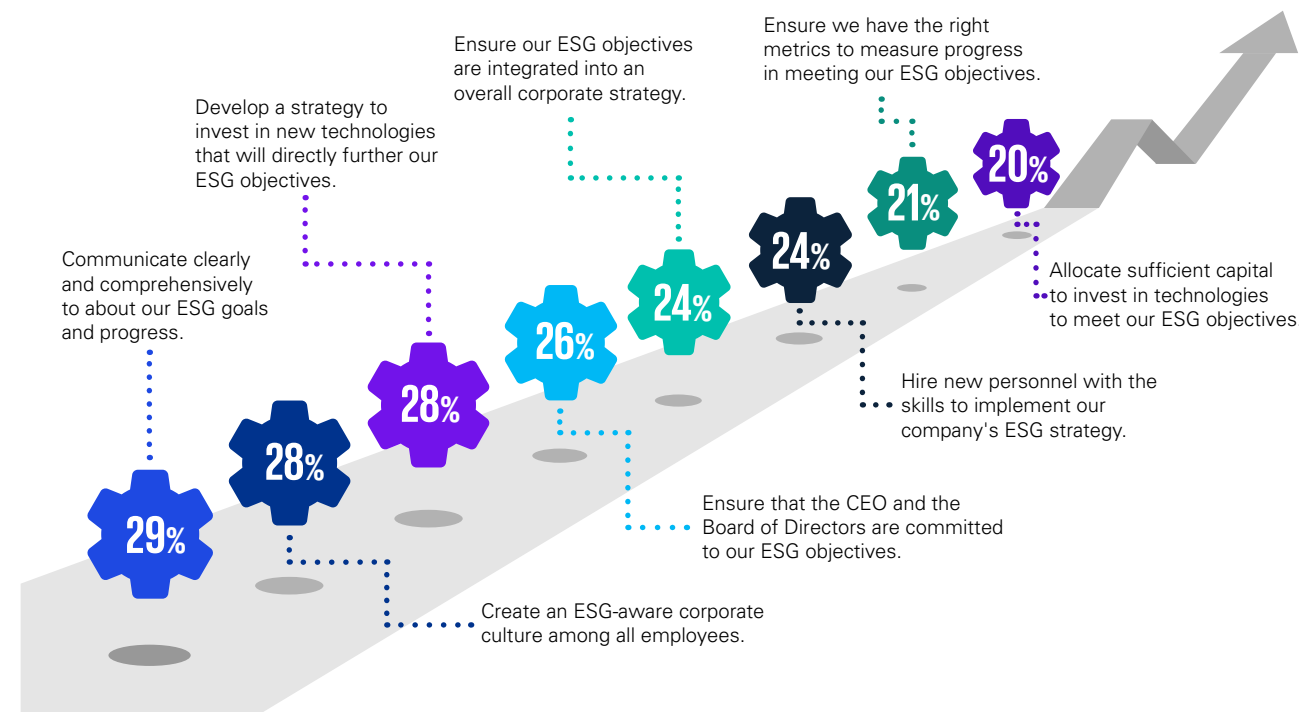 Ensure we have the right
metrics to measure progress
in meeting our ESG objectives.
Ensure our ESG objectives
are integrated into an
overall corporate strategy.
Develop a strategy to
invest in new technologies
that will directly further our
ESG objectives.
Communicate clearly
and comprehensively
to about our ESG goals
and progress.
29%
28%
28%
26%
24%
24%
21%
20%
Allocate sufficient capital
to invest in technologies
to meet our ESG objectives
Hire new personnel with the
skills to implement our
company's ESG strategy.
Ensure that the CEO and the
Board of Directors are committed
to our ESG objectives.
Create an ESG-aware corporate
culture among all employees.